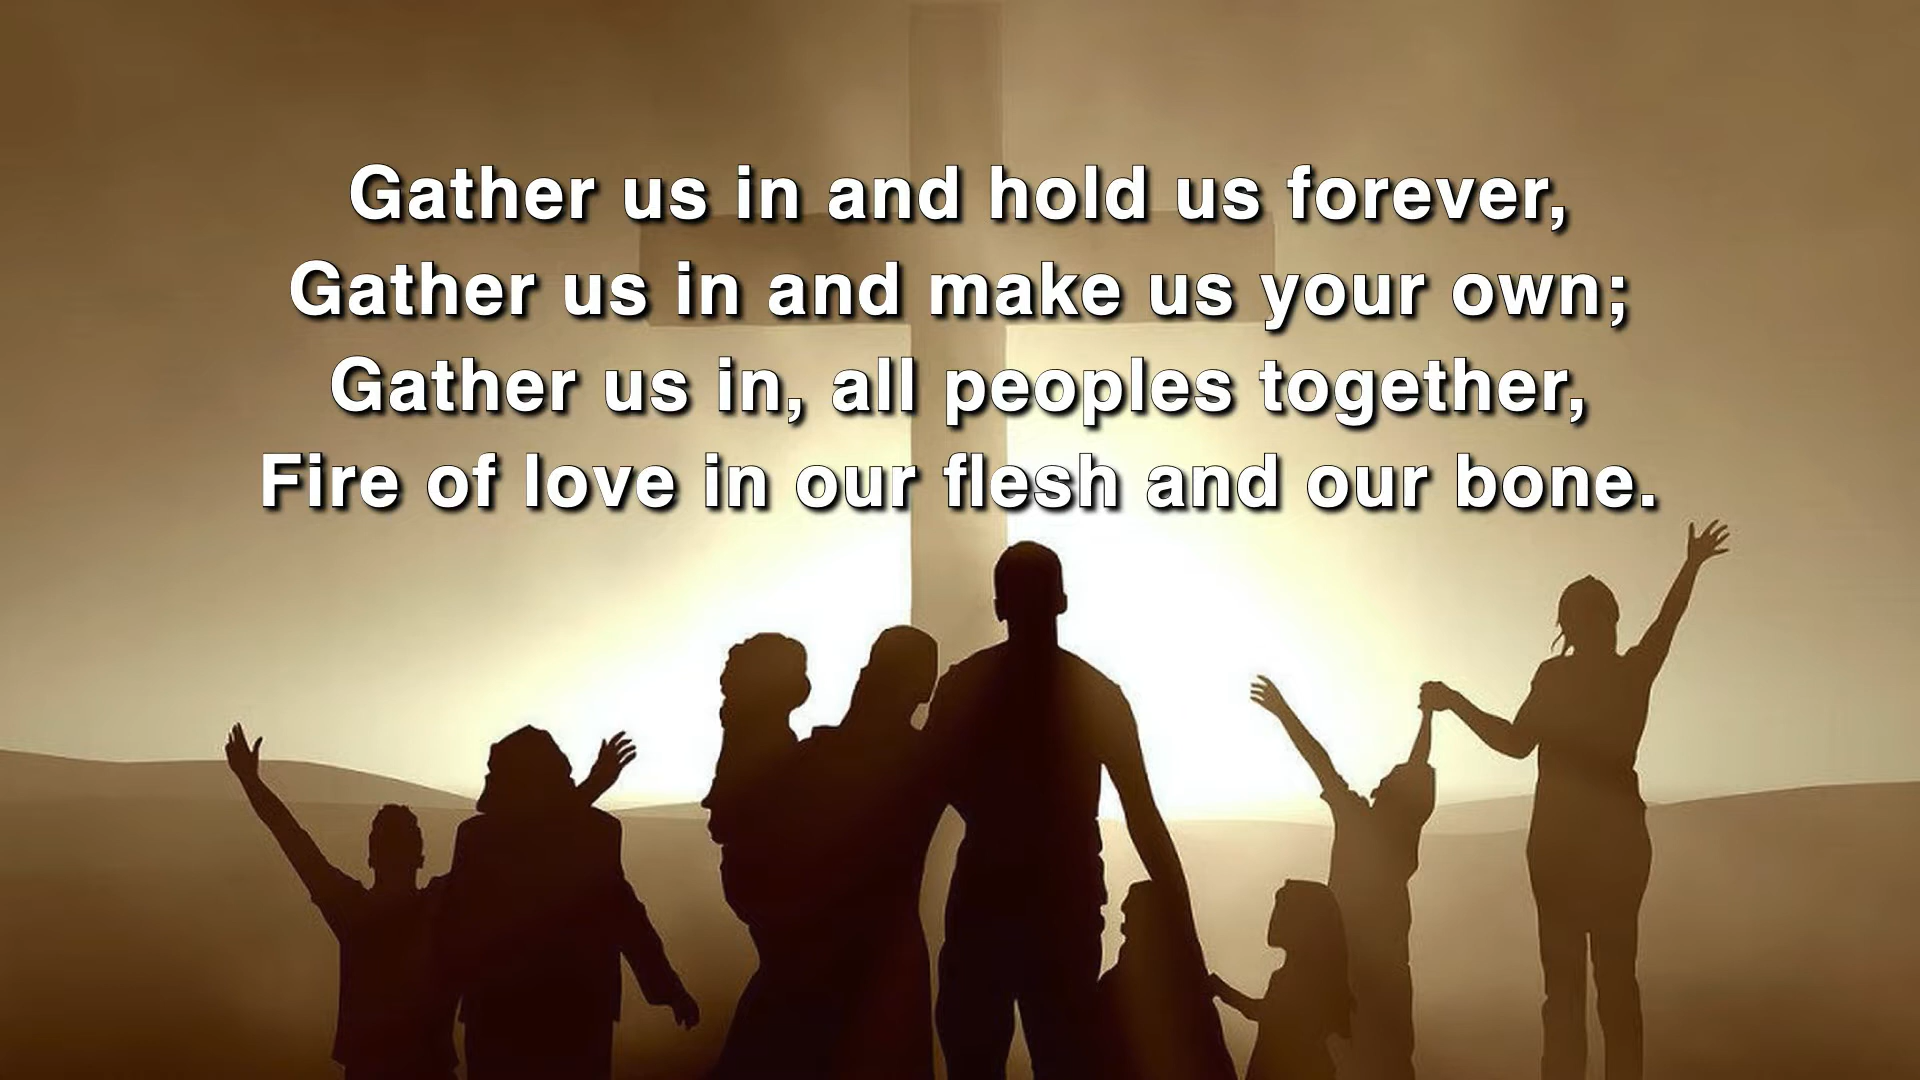 Gather us in and hold us forever,
Gather us in and make us your own;
Gather us in, all peoples together,
Fire of love in our flesh and our bone.